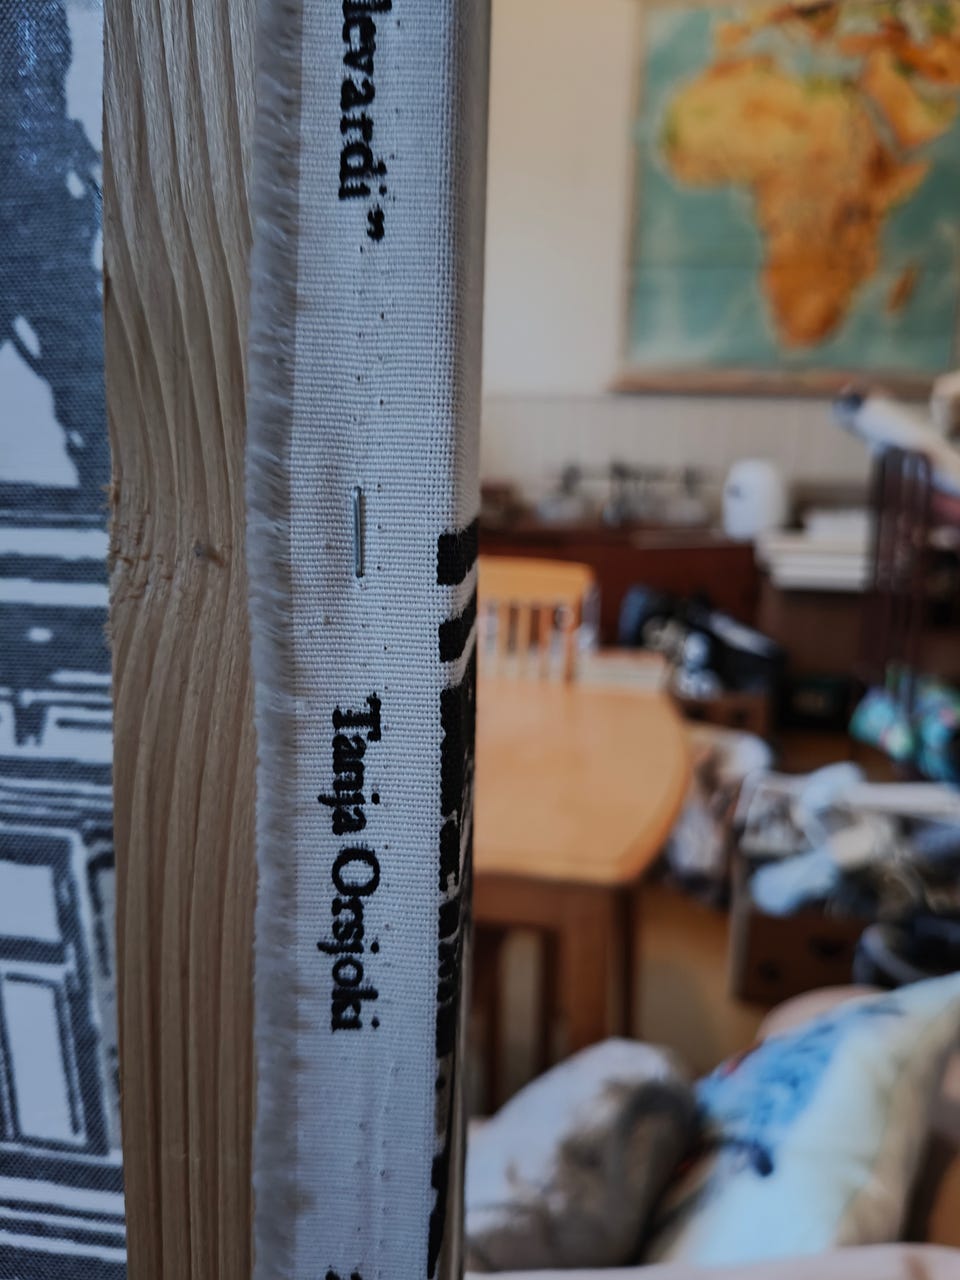 levardi”
Tanja Orsjoki